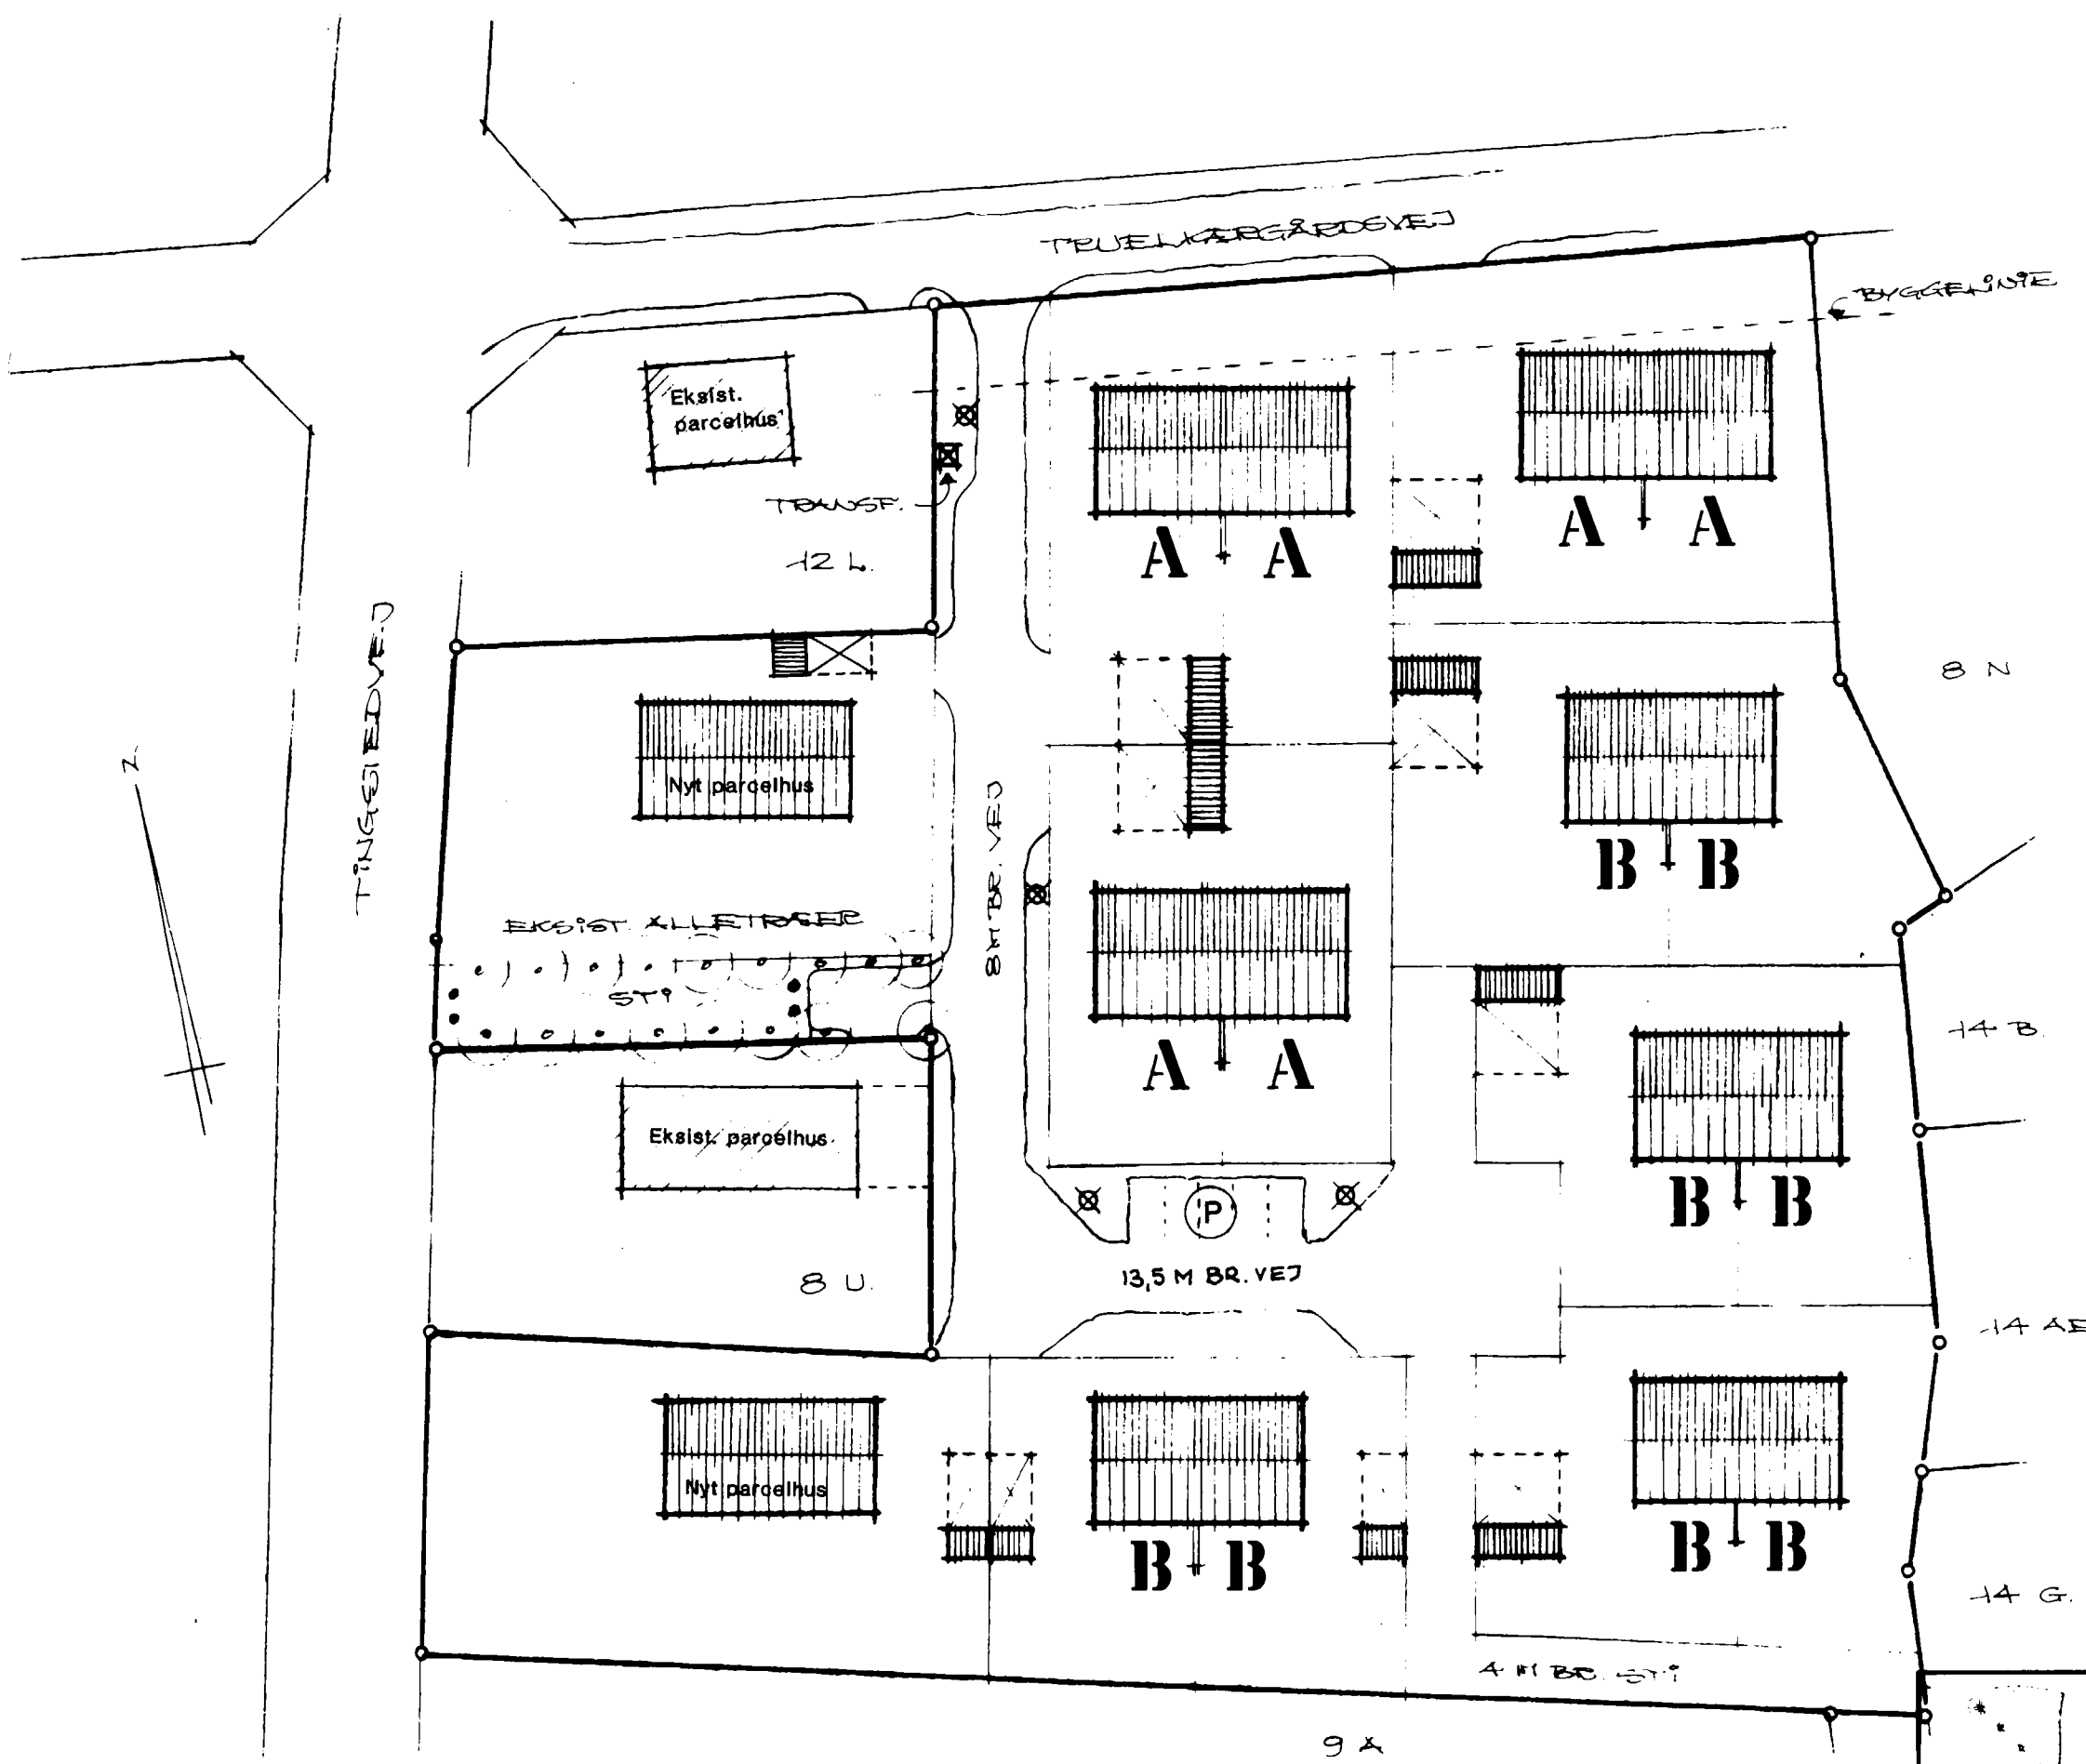 TRUELKÆRGÅRDSVEJ
BYGGELINIE
Eksist.
parcelhus
A A
TRANSF.
A A
12 L.
TINGSTEDVEJ
8 N
N
Nyt parcelhus
8 M BR. VEJ
B B
EKSIST. ALLETRÆER
STI
14 B.
A A
Eksist. parcelhus
B B
P
8 U.
13,5 M BR. VEJ
14 AE
Nyt parcelhus
B B
B B
14 G.
4 M BR. STI
9 A